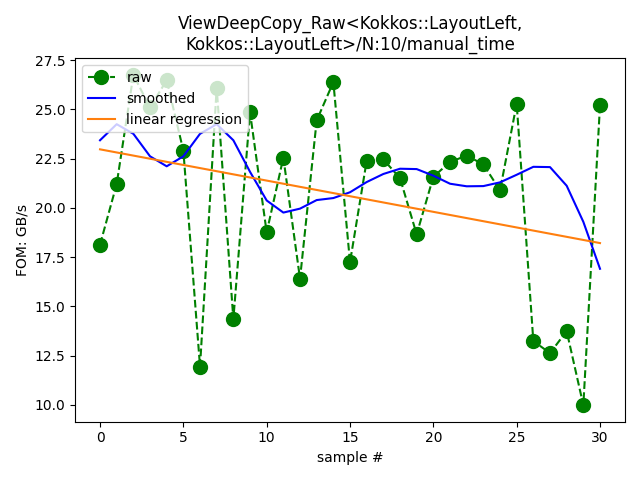 ViewDeepCopy_Raw<Kokkos::LayoutLeft,
Kokkos::LayoutLeft>/N:10/manual_time
27.5
25.0
22.5
20.0
17.5
15.0
12.5
10.0
FOM: GB/s
raw
smoothed
linear regression
0 5 10 15 20 25 30
sample #